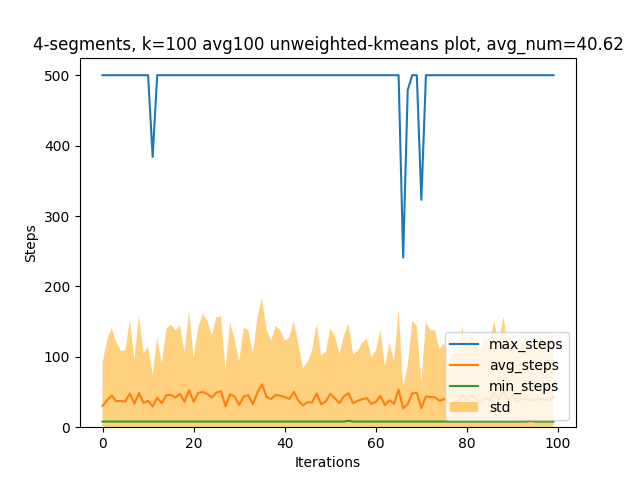 4-segments, k=100 avg100 unweighted-kmeans plot, avg_num=40.62
500
400
300
200
100
0
Steps
0 20 40 60 80 100
Iterations
max_steps
avg_steps
min_steps
std